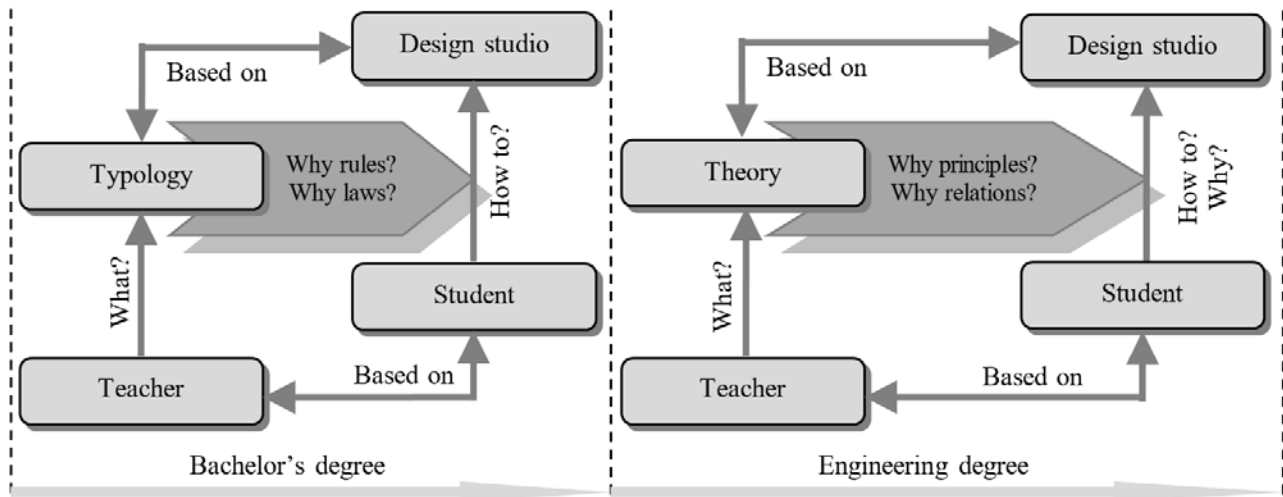 Design studio
Based on
Typology
Why rules?
Why laws?
How to?
What?
Student
Teacher
Based on
Bachelor’s degree
Design studio
Based on
Theory
Why principles?
Why relations?
How to?
Why?
What?
Student
Teacher
Based on
Engineering degree